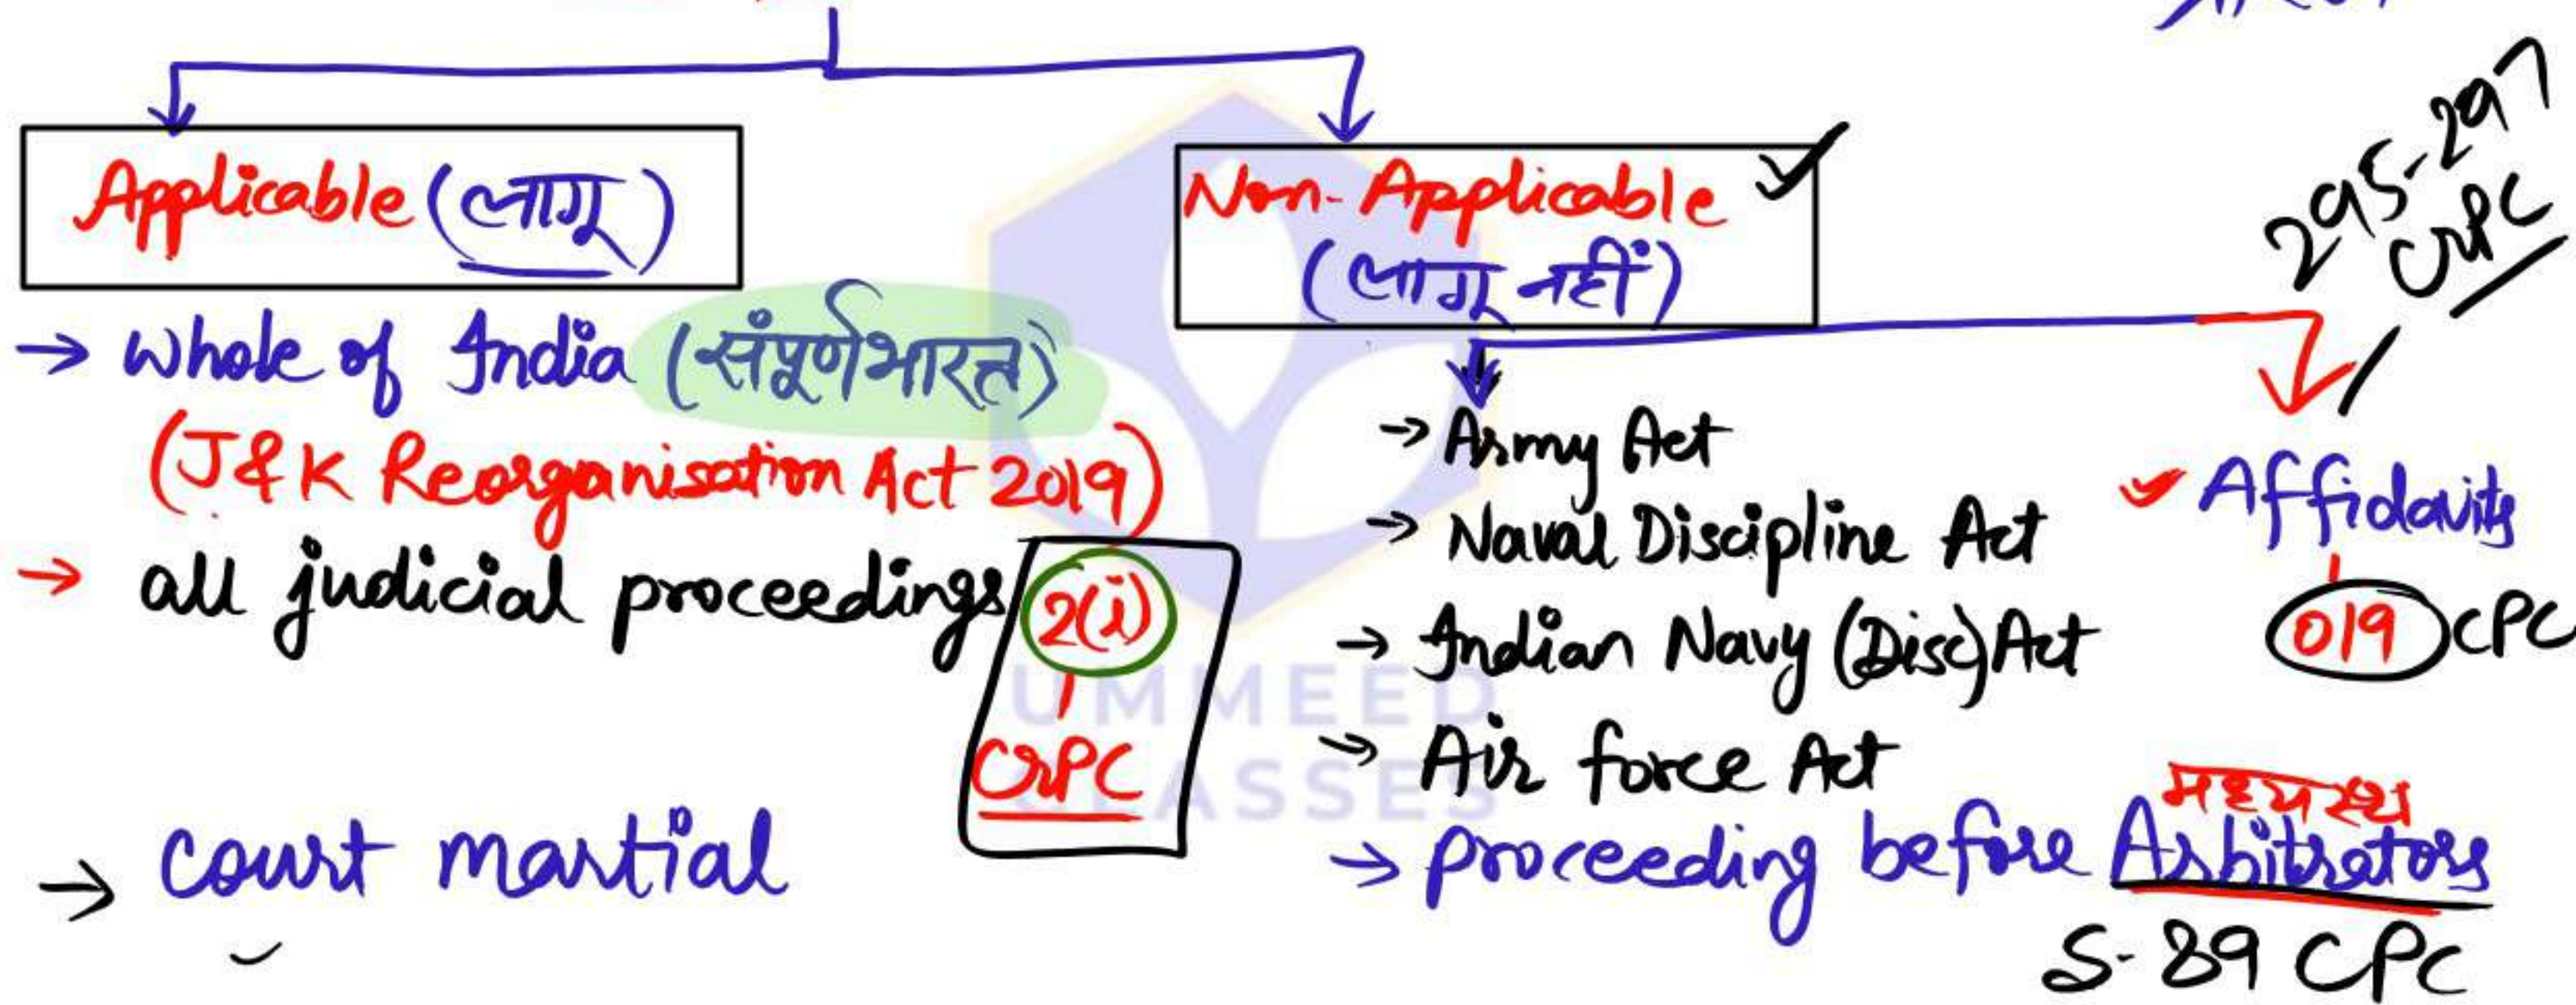 Applicable (लागू)
→ whole of India (संपूर्ण भारत)
(J&K Reorganisation Act 2019)
→ all judicial proceedings 2(i)
CrPC
→ Court martial
Non-Applicable
(लागू नहीं)
→ Army Act
→ Naval Discipline Act
→ Indian Navy (Disc) Act
→ Air force Act
→ proceeding before Arbitrators
मध्यस्थ
S-89 CPC
295-297
CrPC
Affidavits
O19 CPC
UMMEED
CLASSES